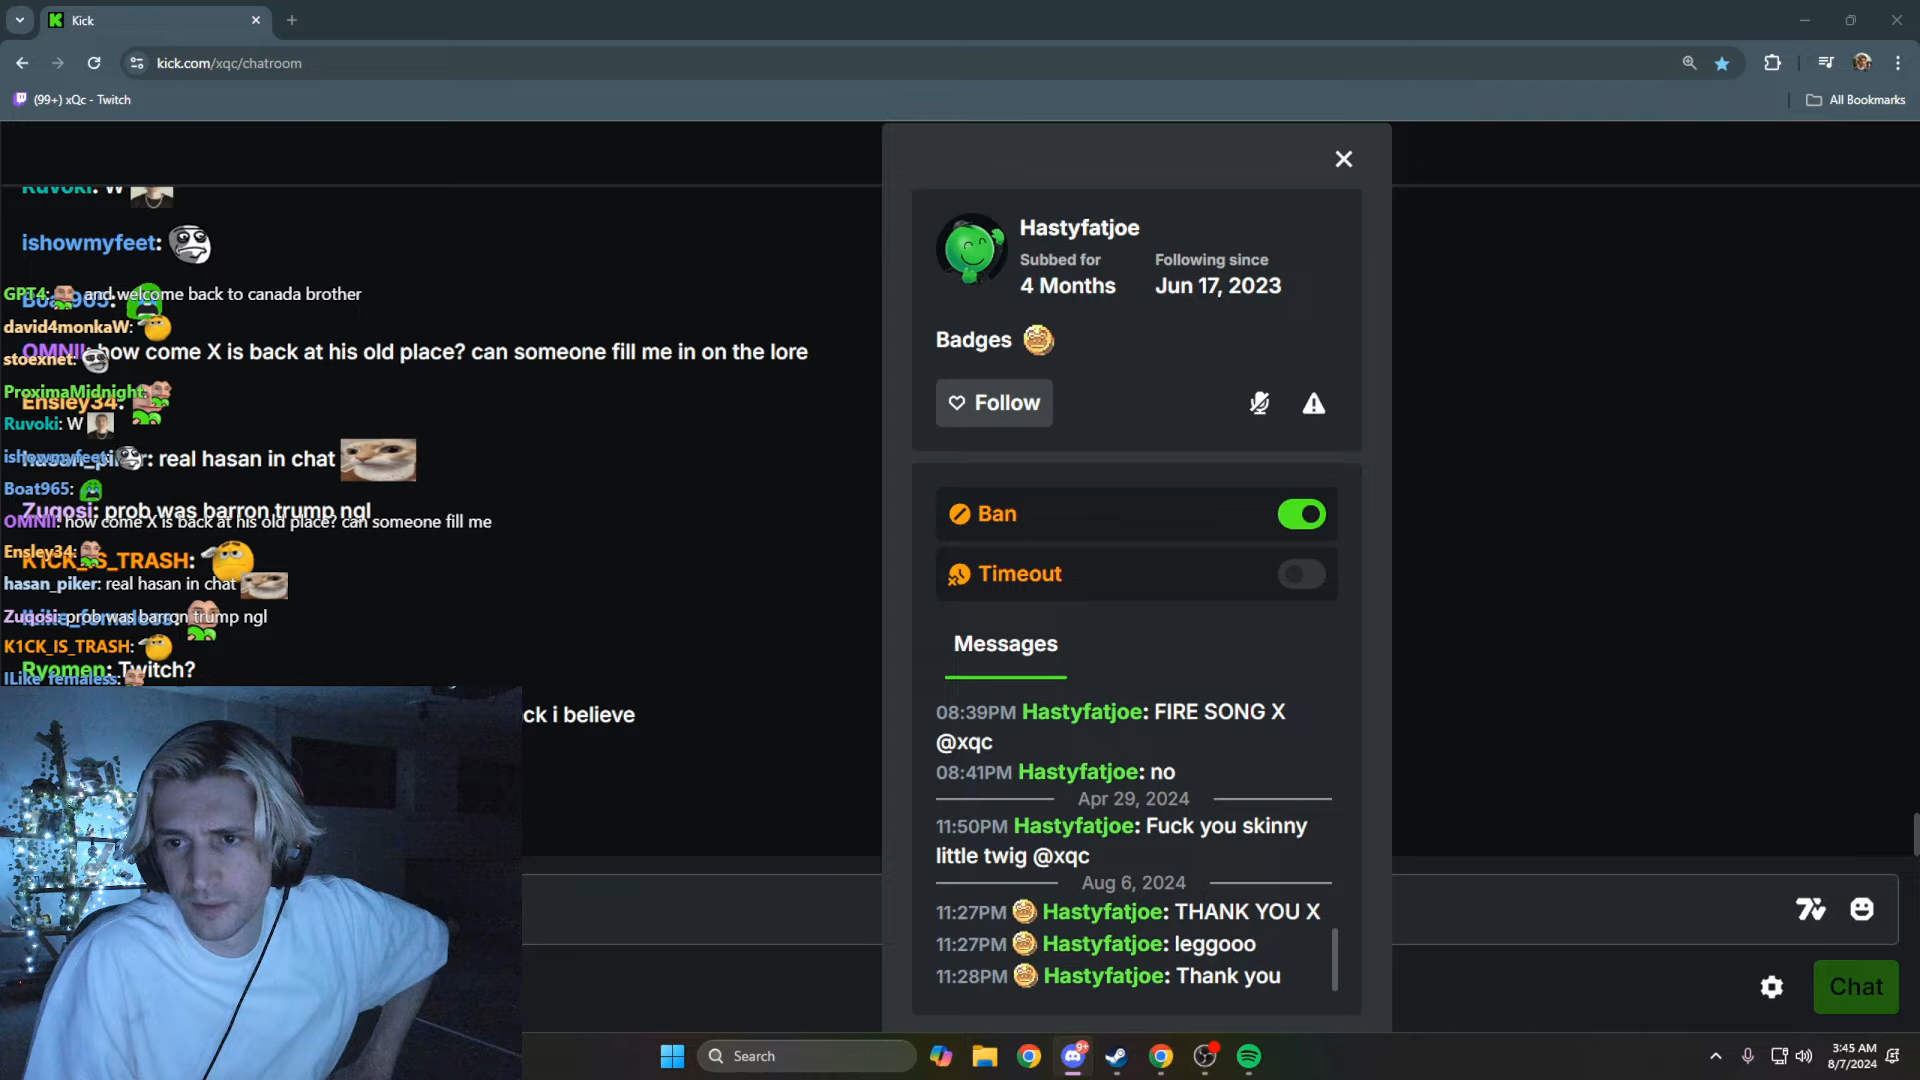 Kick
kick.com/xqc/chatroom
(99+) xQc - Twitch
All Bookmarks
Ruvoki: W
ishowmyfeet:
GPT4: and welcome back to canada brother
Boat965:
david4monkaW:
OMNII: how come X is back at his old place? can someone fill me in on the lore
stoexnet:
ProximaMidnight:
Ensley34:
Ruvoki: W
ishowmyfeet:
hasan_piker: real hasan in chat
Boat965:
Zugosi: prob was barron trump ngl
OMNII: how come X is back at his old place? can someone fill me
Ensley34:
K1CK_IS_TRASH:
hasan_piker: real hasan in chat
Zugosi: prob was barron trump ngl
ILike_femaless:
K1CK_IS_TRASH:
Ryomen: Twitch?
ILike_femaless:
ck i believe
Hastyfatjoe
Subbed for
Following since
4 Months
Jun 17, 2023
Badges
Follow
Ban
Timeout
Messages
08:39PM Hastyfatjoe: FIRE SONG X
@xqc
08:41PM Hastyfatjoe: no
Apr 29, 2024
11:50PM Hastyfatjoe: Fuck you skinny
little twig @xqc
Aug 6, 2024
11:27PM Hastyfatjoe: THANK YOU X
11:27PM Hastyfatjoe: leggooo
11:28PM Hastyfatjoe: Thank you
Chat
Search
9+
3:45 AM
8/7/2024